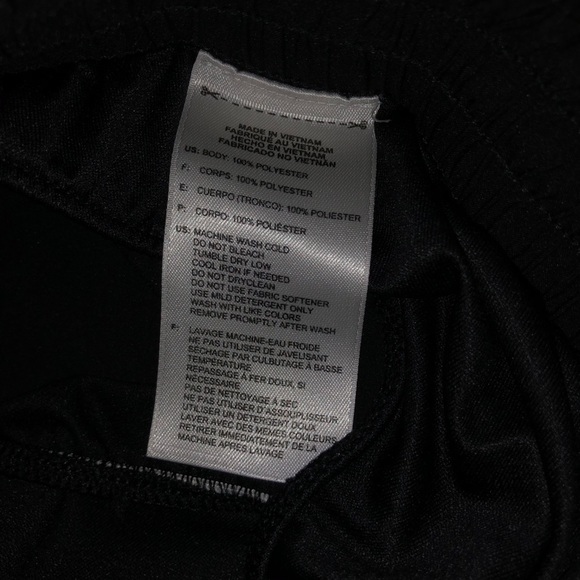 MADE IN VIETNAM
FABRIQUÉ AU VIETNAM
HECHO EN VIETNAM
FABRICADO NO VIETNÃ
US: BODY: 100% POLYESTER
F: CORPS: 100% POLYESTER
E: CUERPO (TRONCO): 100% POLIESTER
P: CORPO: 100% POLIÉSTER
US: MACHINE WASH COLD
DO NOT BLEACH
TUMBLE DRY LOW
COOL IRON IF NEEDED
DO NOT DRYCLEAN
DO NOT USE FABRIC SOFTENER
USE MILD DETERGENT ONLY
WASH WITH LIKE COLORS
REMOVE PROMPTLY AFTER WASH
F: LAVAGE MACHINE-EAU FROIDE
NE PAS UTILISER DE JAVELISANT
SÉCHAGE PAR CULBUTAGE À BASSE
TEMPÉRATURE
REPASSAGE À FER DOUX, SI
NÉCESSAIRE
PAS DE NETTOYAGE À SEC
NE PAS UTILISER D'ASSOUPLISSEUR
UTILISER UN DETERGENT DOUX
LAVER AVEC DES MEMES COULEURS
RETIRER IMMÉDIATEMENT DE LA
MACHINE APRÈS LAVAGE